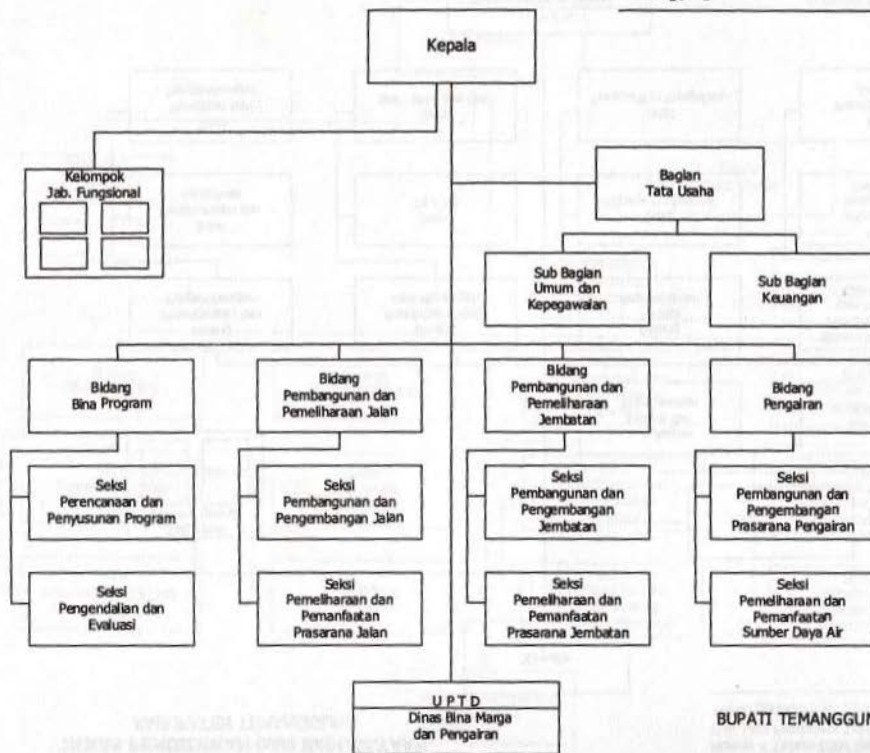 Kepala
Kelompok
Jab. Fungsional
Bagian
Tata Usaha
Sub Bagian
Umum dan
Kepegawaian
Sub Bagian
Keuangan
Bidang
Bina Program
Bidang
Pembangunan dan
Pemeliharaan Jalan
Bidang
Pembangunan dan
Pemeliharaan
Jembatan
Bidang
Pengairan
Seksi
Perencanaan dan
Penyusunan Program
Seksi
Pembangunan dan
Pengembangan Jalan
Seksi
Pembangunan dan
Pengembangan
Jembatan
Seksi
Pembangunan dan
Pengembangan
Prasarana Pengairan
Seksi
Pengendalian dan
Evaluasi
Seksi
Pemeliharaan dan
Pemanfaatan
Prasarana Jalan
Seksi
Pemeliharaan dan
Pemanfaatan
Prasarana Jembatan
Seksi
Pemeliharaan dan
Pemanfaatan
Sumber Daya Air
U P T D
Dinas Bina Marga
dan Pengairan
BUPATI TEMANGGUN